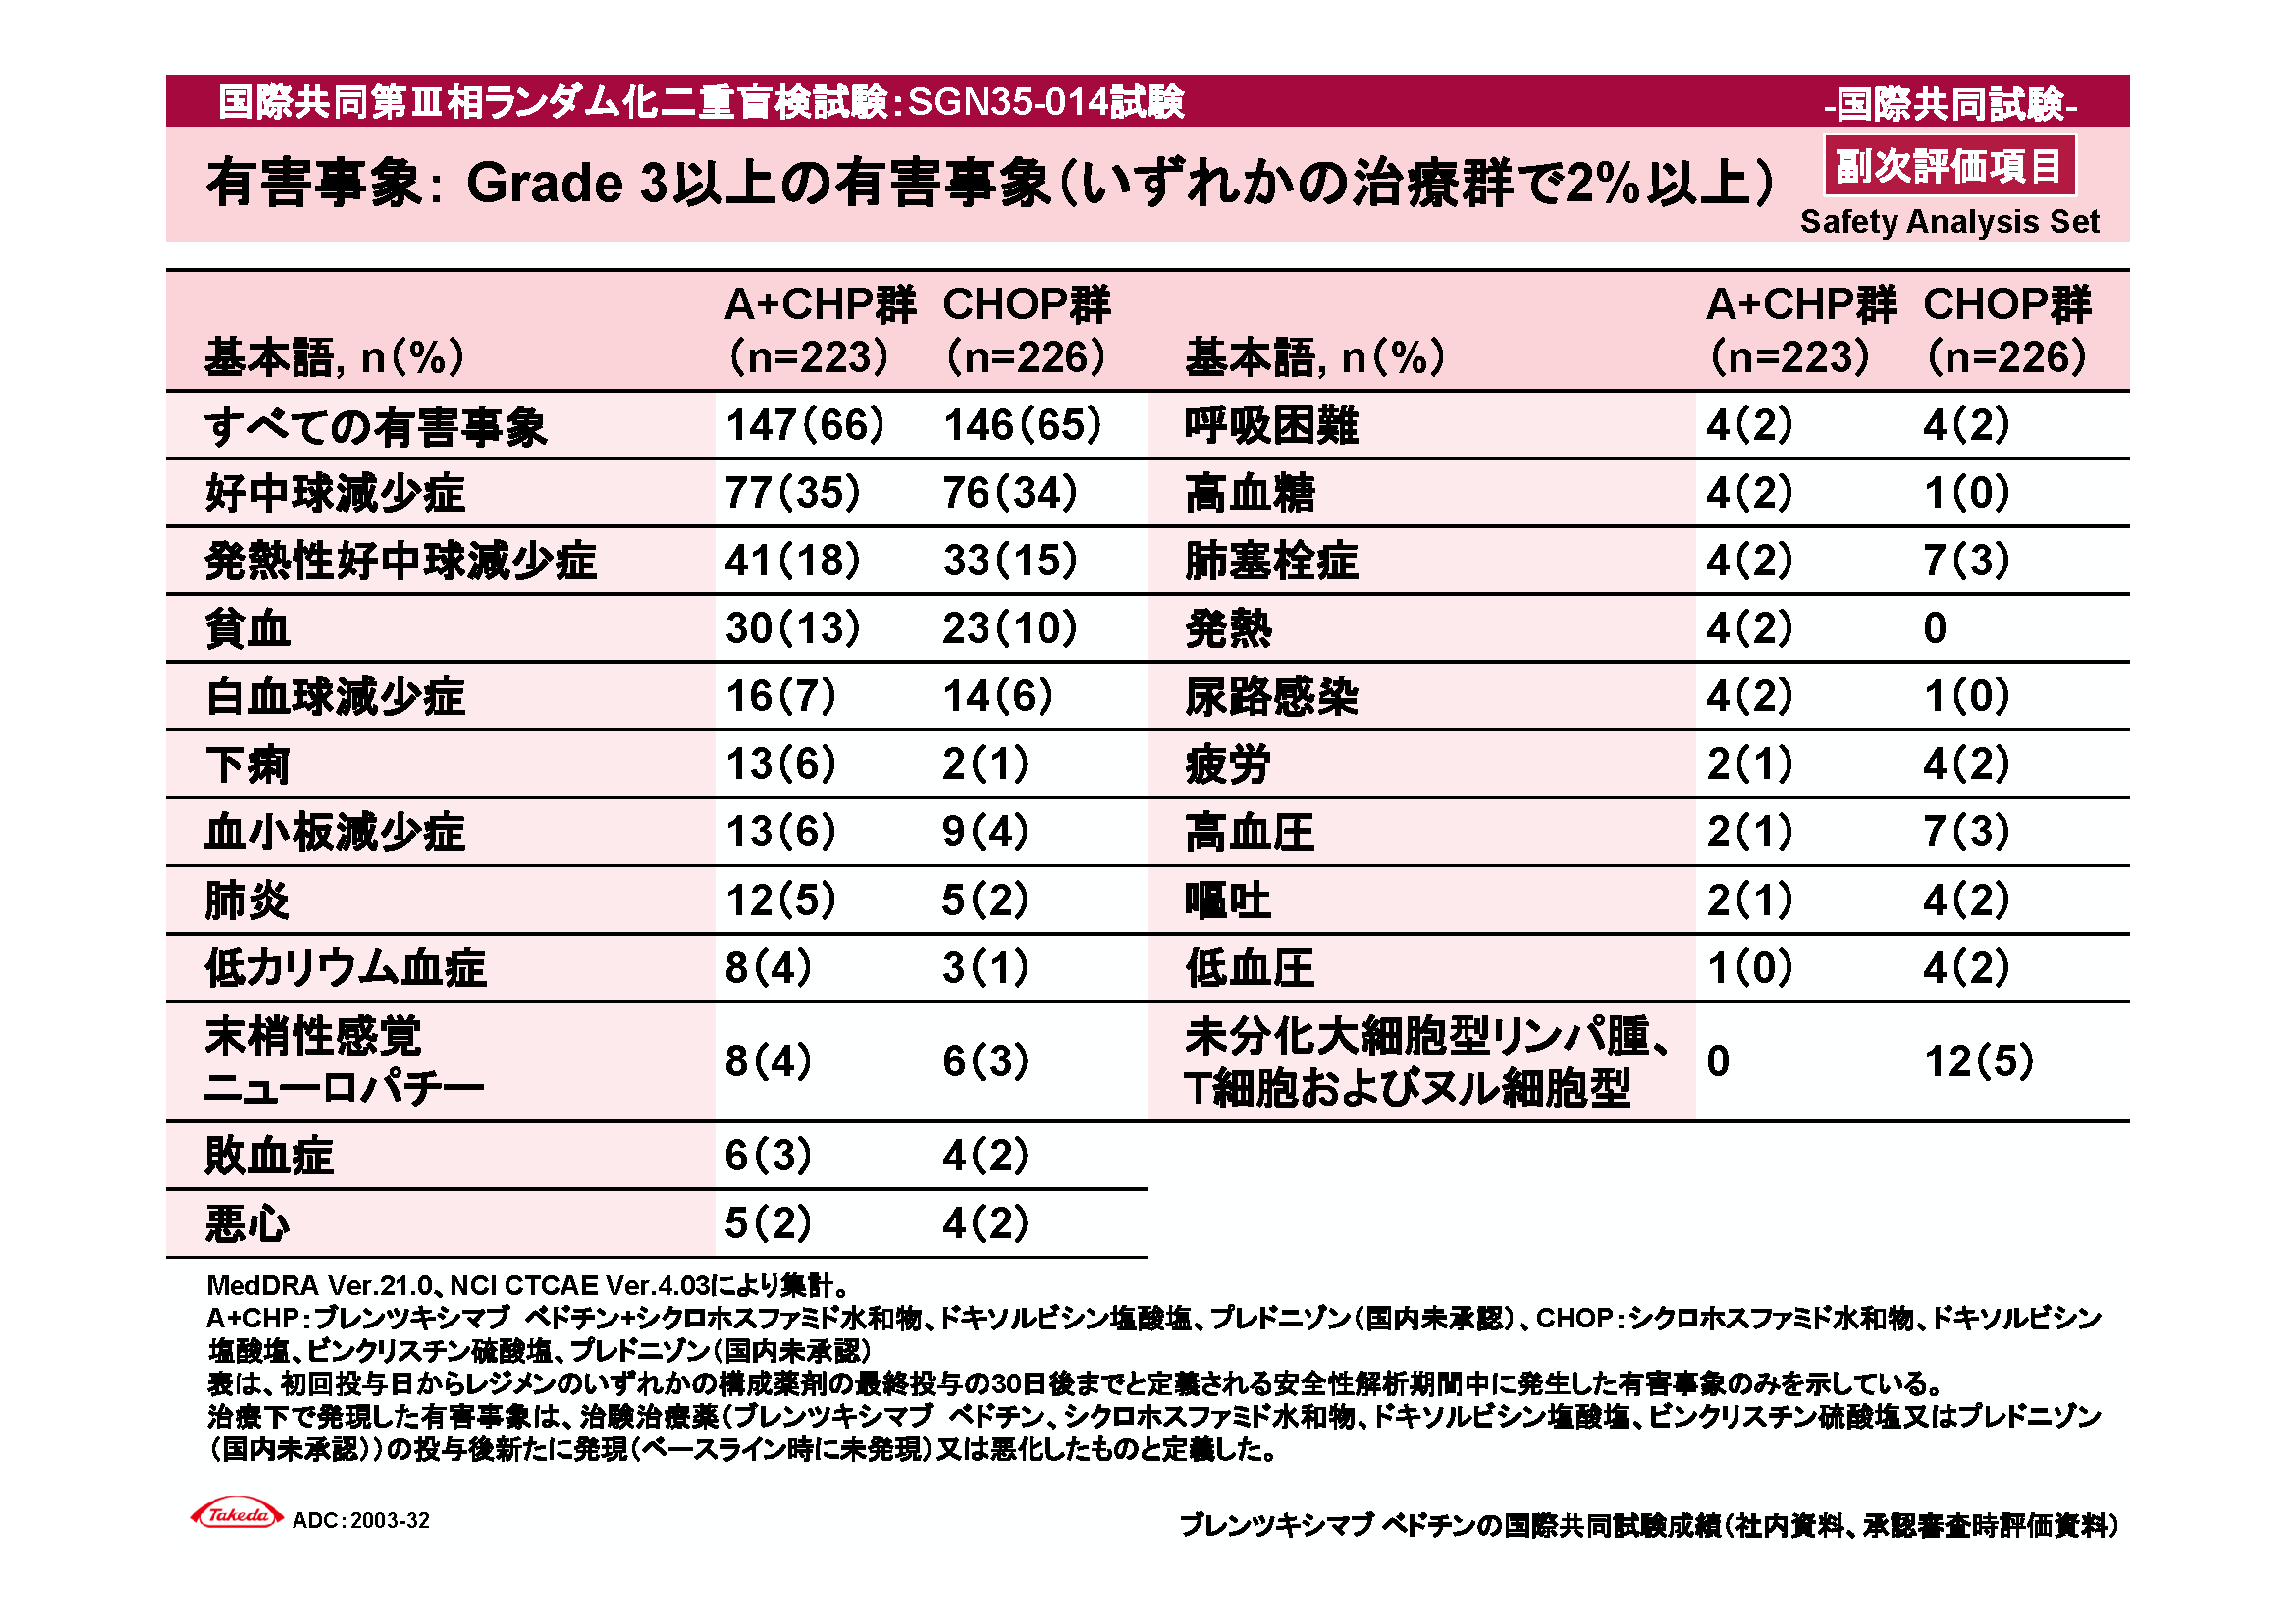 国際共同第Ⅲ相ランダム化二重盲検試験：SGN35-014試験
-国際共同試験-
有害事象： Grade 3以上の有害事象（いずれかの治療群で2%以上）
副次評価項目
Safety Analysis Set
基本語, n（%） A+CHP群（n=223） CHOP群（n=226） 基本語, n（%） A+CHP群（n=223） CHOP群（n=226）
すべての有害事象 147（66） 146（65） 呼吸困難 4（2） 4（2）
好中球減少症 77（35） 76（34） 高血糖 4（2） 1（0）
発熱性好中球減少症 41（18） 33（15） 肺塞栓症 4（2） 7（3）
貧血 30（13） 23（10） 発熱 4（2） 0
白血球減少症 16（7） 14（6） 尿路感染 4（2） 1（0）
下痢 13（6） 2（1） 疲労 2（1） 4（2）
血小板減少症 13（6） 9（4） 高血圧 2（1） 7（3）
肺炎 12（5） 5（2） 嘔吐 2（1） 4（2）
低カリウム血症 8（4） 3（1） 低血圧 1（0） 4（2）
末梢性感覚
ニューロパチー 8（4） 6（3） 未分化大細胞型リンパ腫、
T細胞およびヌル細胞型 0 12（5）
敗血症 6（3） 4（2）
悪心 5（2） 4（2）
MedDRA Ver.21.0、NCI CTCAE Ver.4.03により集計。
A+CHP：ブレンツキシマブ ベドチン+シクロホスファミド水和物、ドキソルビシン塩酸塩、プレドニゾン（国内未承認）、CHOP：シクロホスファミド水和物、ドキソルビシン
塩酸塩、ビンクリスチン硫酸塩、プレドニゾン（国内未承認）
表は、初回投与日からレジメンのいずれかの構成薬剤の最終投与の30日後までと定義される安全性解析期間中に発生した有害事象のみを示している。
治療下で発現した有害事象は、治験治療薬（ブレンツキシマブ ベドチン、シクロホスファミド水和物、ドキソルビシン塩酸塩、ビンクリスチン硫酸塩又はプレドニゾン
（国内未承認））の投与後新たに発現（ベースライン時に未発現）又は悪化したものと定義した。
Takeda ADC：2003-32
ブレンツキシマブ ベドチンの国際共同試験成績（社内資料、承認審査時評価資料）